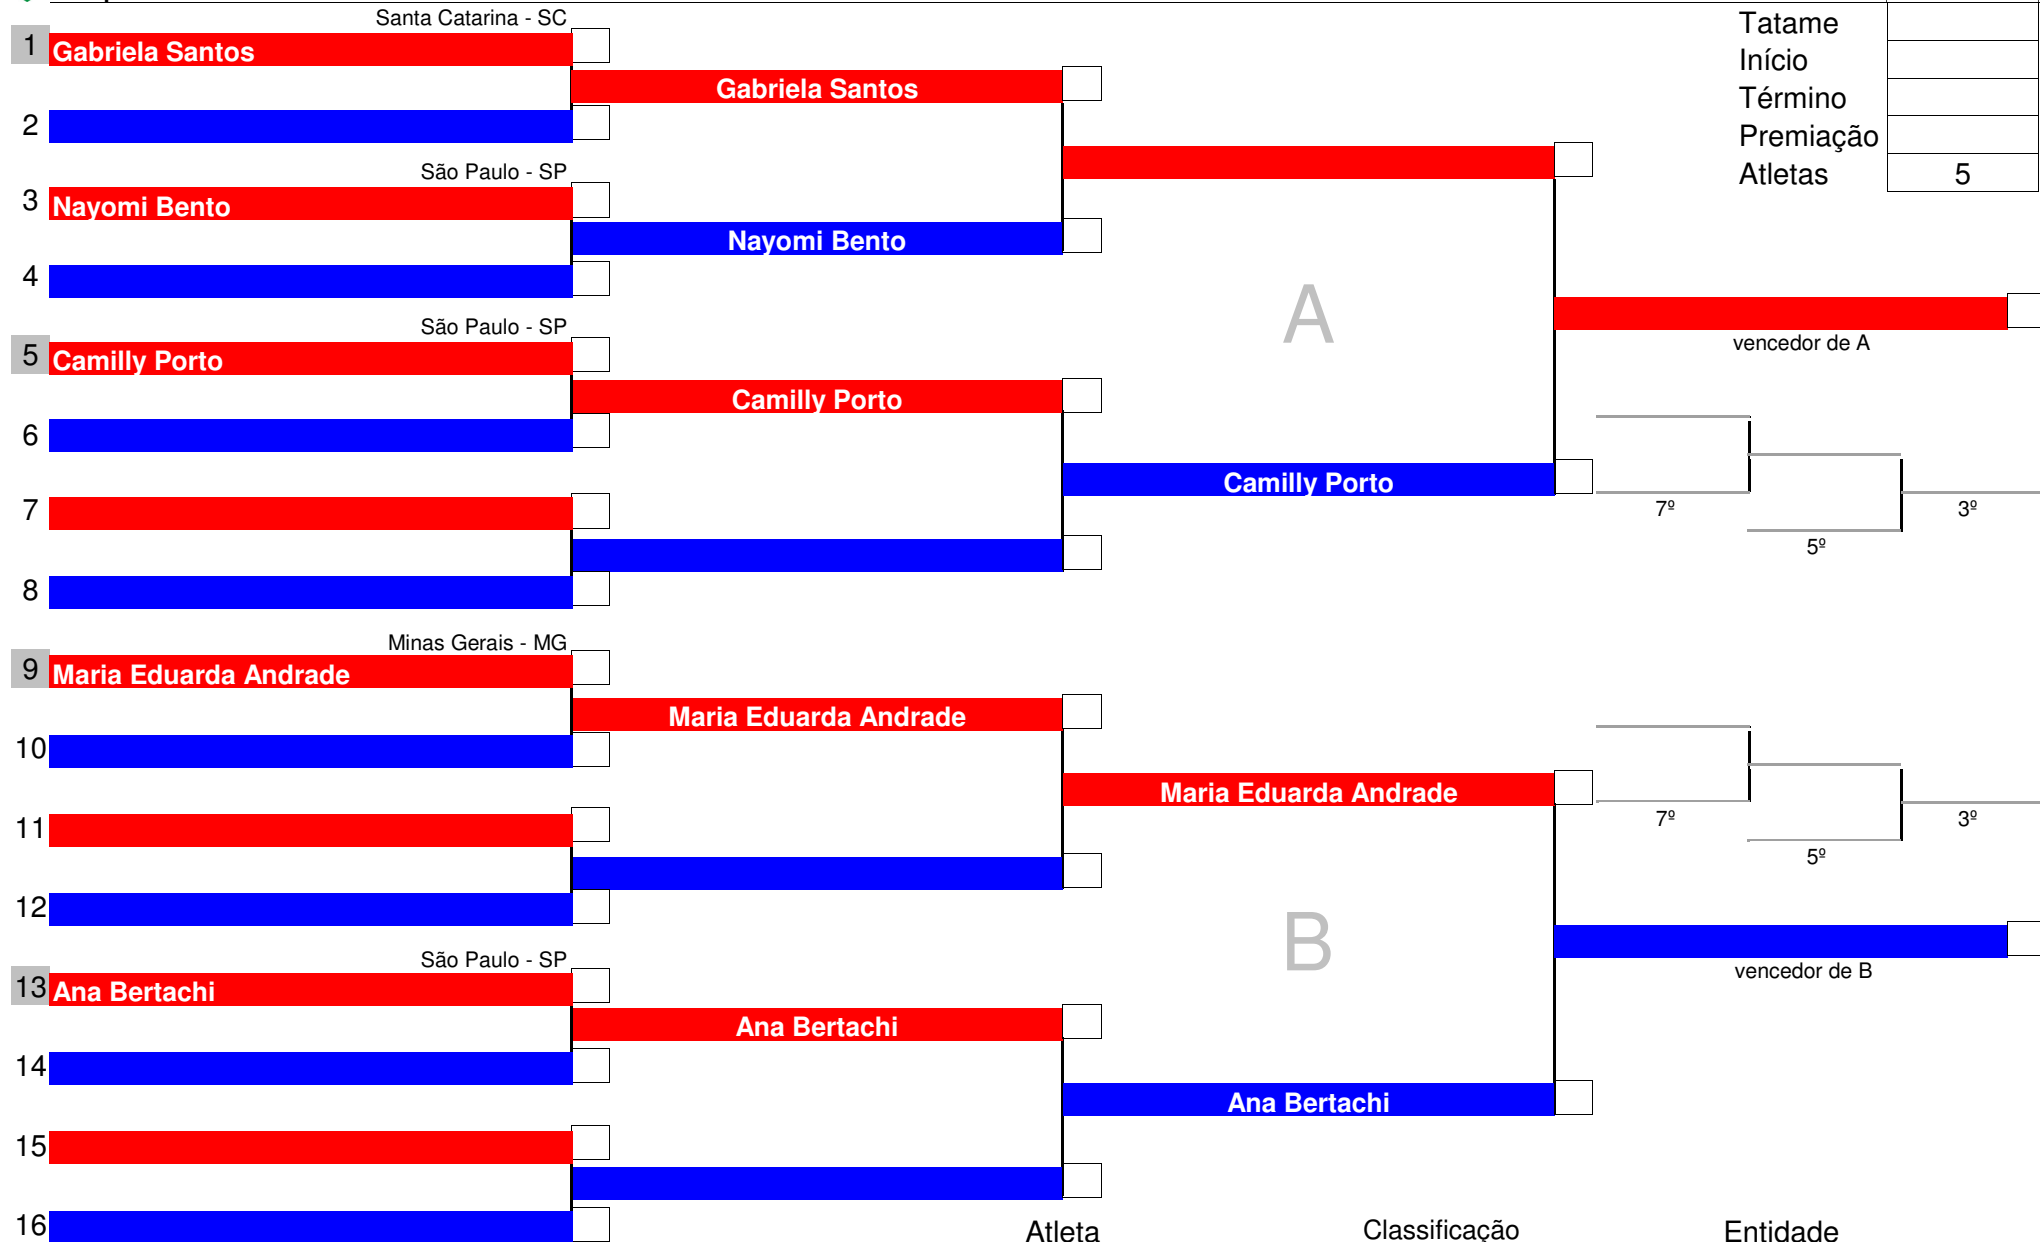 Santa Catarina - SC
1 Gabriela Santos
Gabriela Santos
2
São Paulo - SP
3 Nayomi Bento
Nayomi Bento
4
São Paulo - SP
5 Camilly Porto
Camilly Porto
6
Camilly Porto
7
8
A
vencedor de A
7º
5º
3º
Minas Gerais - MG
9 Maria Eduarda Andrade
Maria Eduarda Andrade
10
Maria Eduarda Andrade
11
12
7º
5º
3º
B
vencedor de B
São Paulo - SP
13 Ana Bertachi
Ana Bertachi
14
Ana Bertachi
15
16
Tatame
Início
Término
Premiação
Atletas 5
Atleta Classificação Entidade